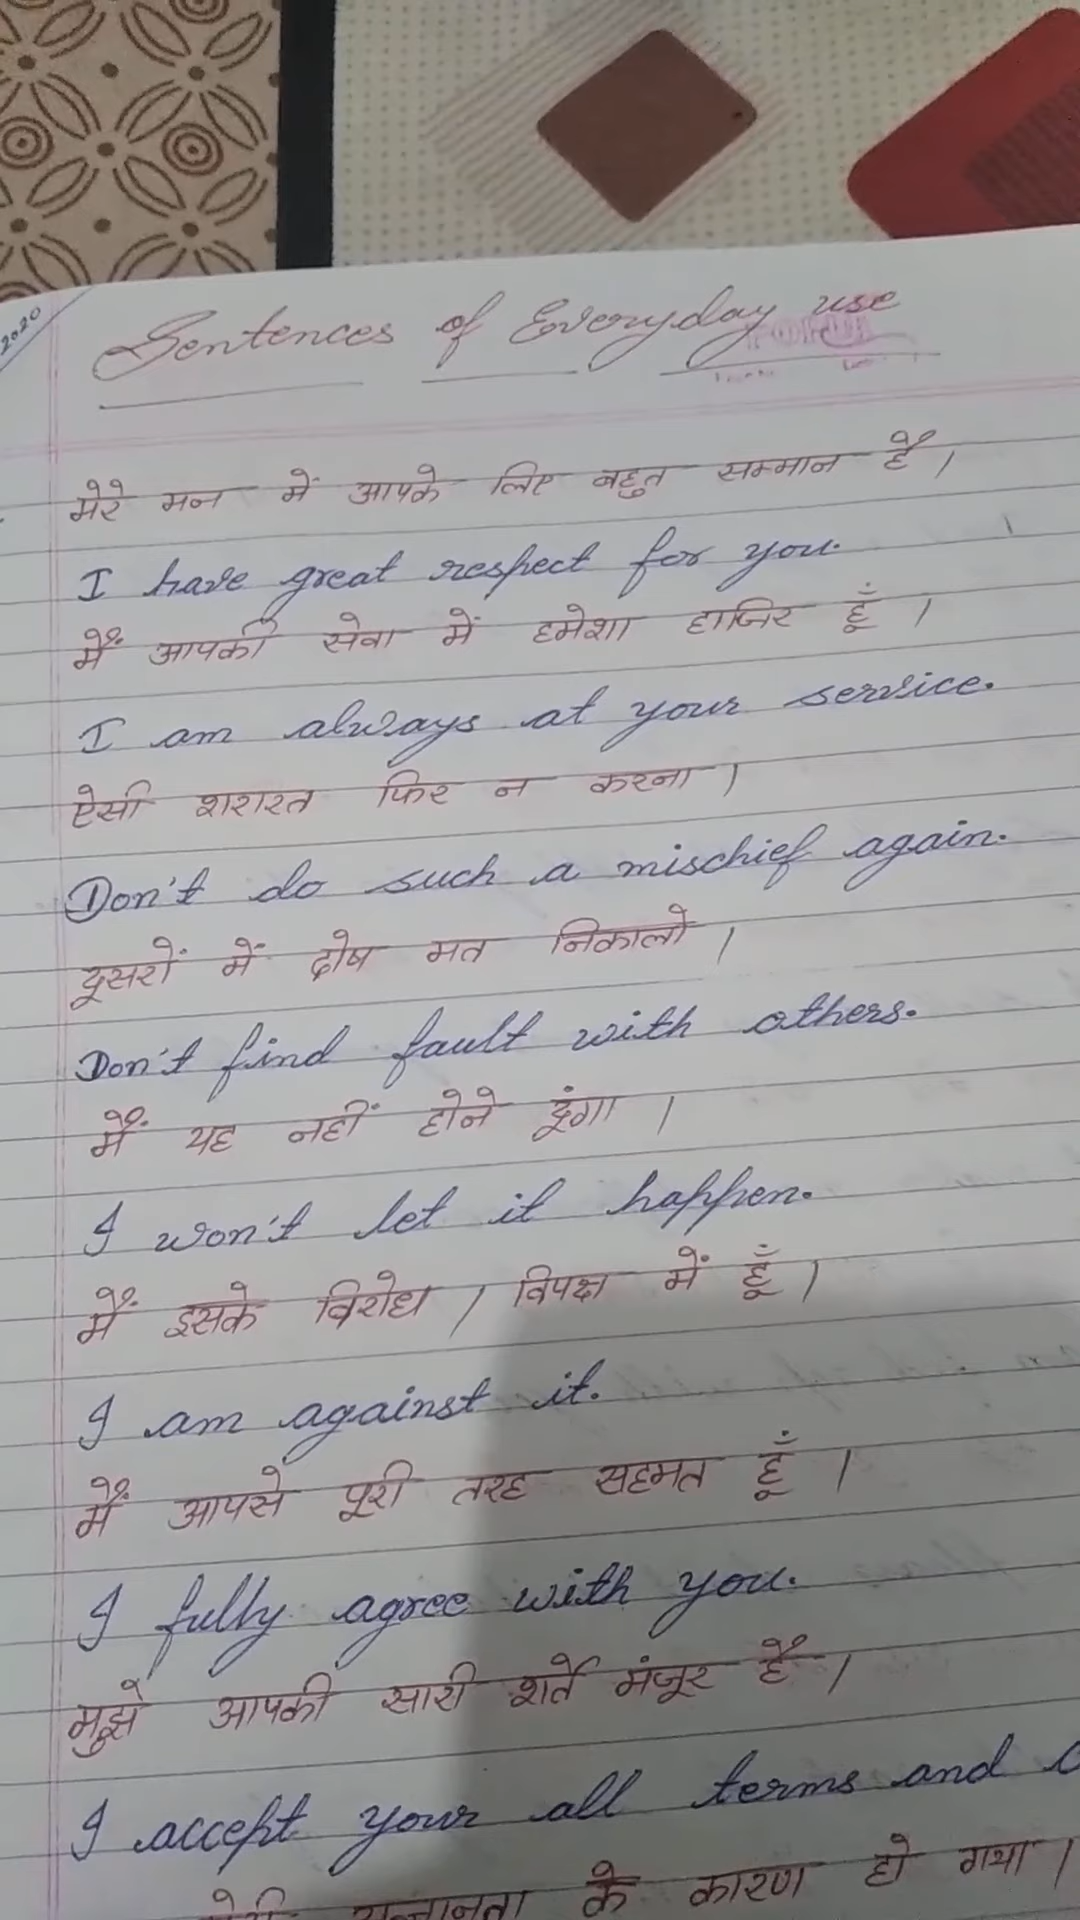 2020
Sentences of Everyday use
मेरे मन में आपके लिए बहुत सम्मान है।
I have great respect for you.
मैं आपकी सेवा में हमेशा हाजिर हूँ।
I am always at your service.
ऐसी शरारत फिर न करना।
Don't do such a mischief again.
दूसरों में दोष मत निकालो।
Don't find fault with others.
मैं यह नहीं होने दूंगा।
I won't let it happen.
मैं इसके विरोध / विपक्ष में हूँ।
I am against it.
मैं आपसे पूरी तरह सहमत हूँ।
I fully agree with you.
मुझे आपकी सारी शर्ते मंजूर है।
I accept your all terms and
के कारण हो गया।